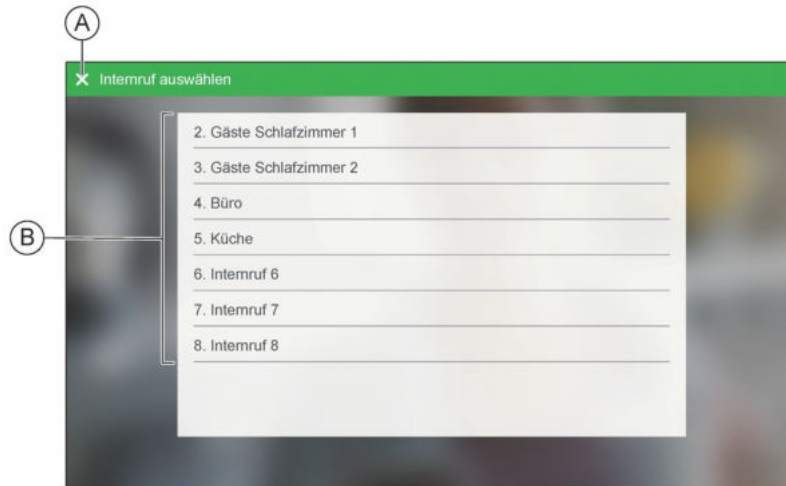 A
Internruf auswählen
2. Gäste Schlafzimmer 1
3. Gäste Schlafzimmer 2
4. Büro
B
5. Küche
6. Internruf 6
7. Internruf 7
8. Internruf 8